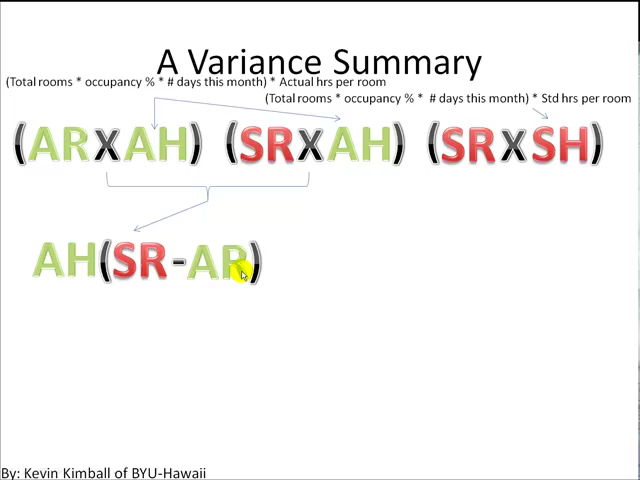 A Variance Summary
(Total rooms * occupancy % * # days this month) * Actual hrs per room
(Total rooms * occupancy % * # days this month) * Std hrs per room
(ARxAH) (SRxAH) (SRxSH)
AH(SR-AR)
By: Kevin Kimball of BYU-Hawaii